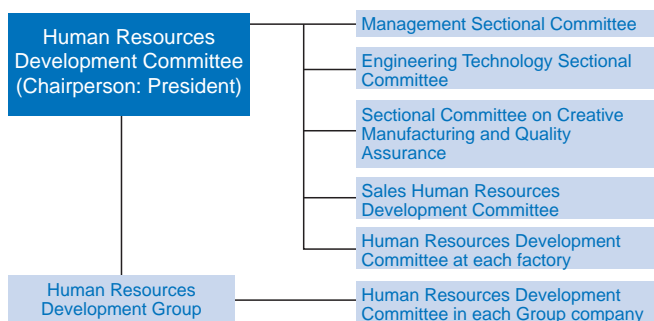 Human Resources
Development Committee
(Chairperson: President)
Management Sectional Committee
Engineering Technology Sectional
Committee
Sectional Committee on Creative
Manufacturing and Quality
Assurance
Sales Human Resources
Development Committee
Human Resources Development
Committee at each factory
Human Resources
Development Group
Human Resources Development
Committee in each Group company